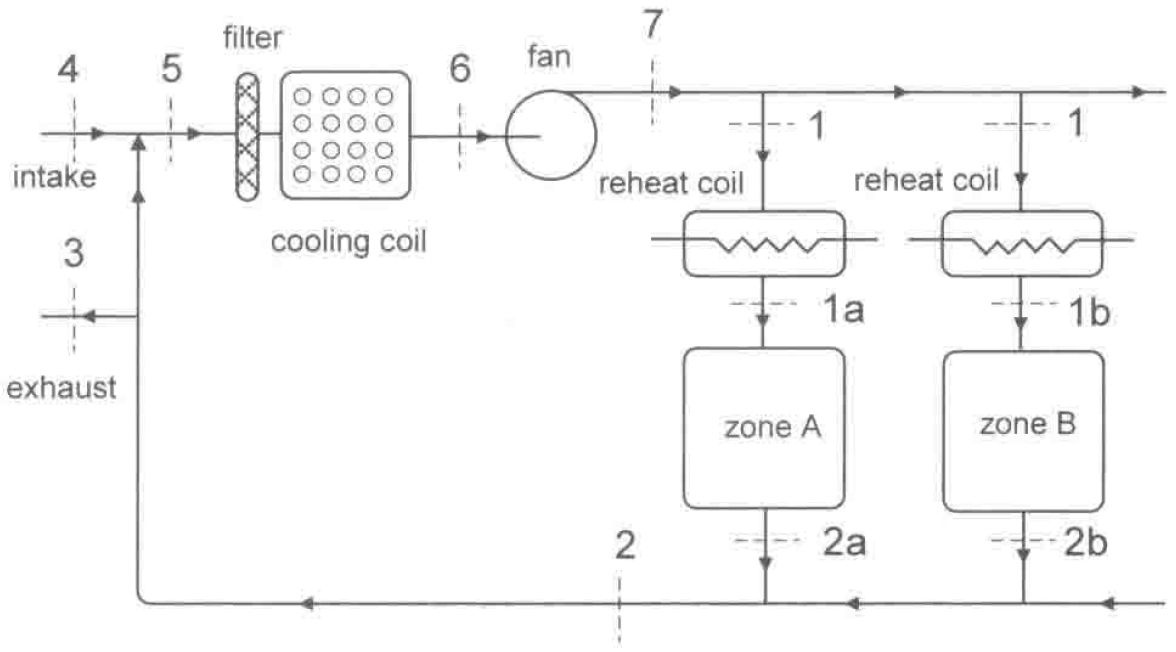 filter
7
4
5
6
fan
1
1
intake
reheat coil
reheat coil
cooling coil
3
1a
1b
exhaust
zone A
zone B
2
2a
2b